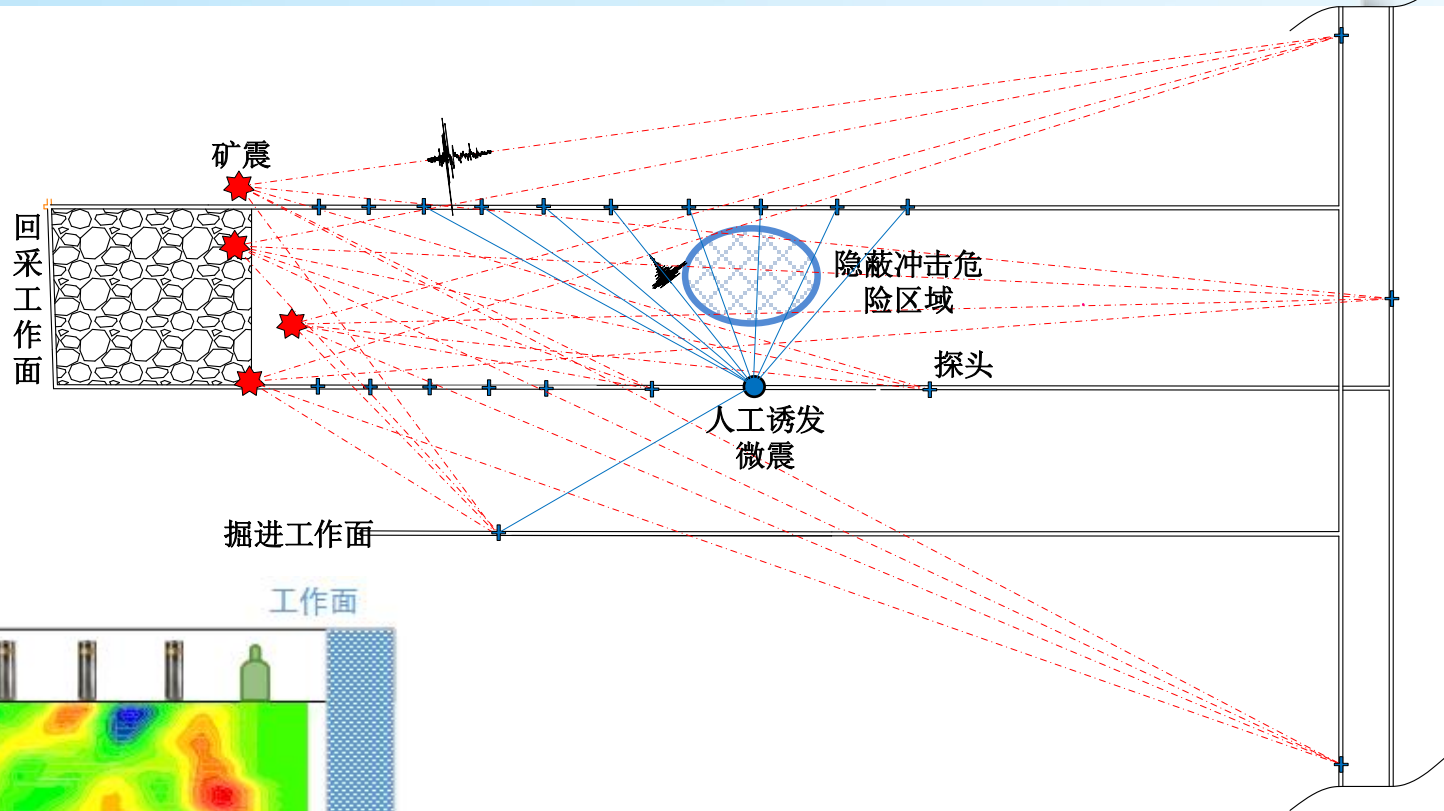 矿震
回采工作面
隐蔽冲击危
险区域
探头
人工诱发
微震
掘进工作面
工作面